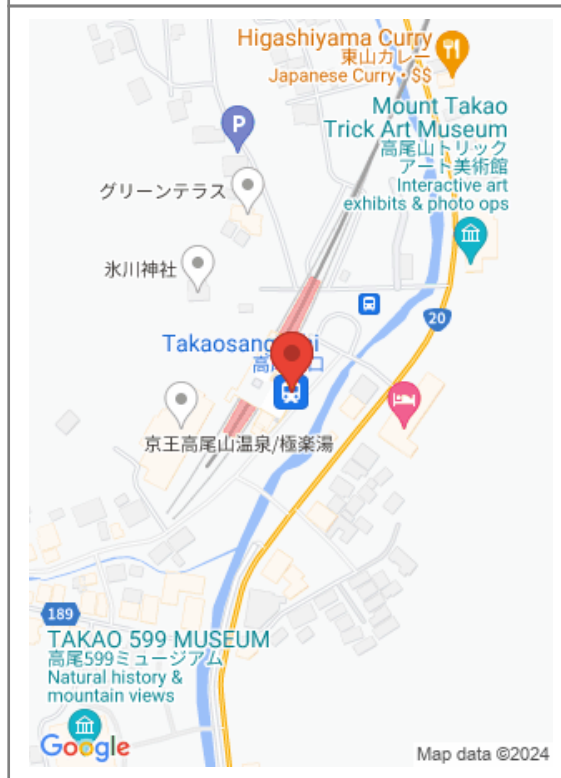 Higashiyama Curry
東山カレー
Japanese Curry • $$
Mount Takao
Trick Art Museum
高尾山トリック
アート美術館
Interactive art
exhibits & photo ops
P
グリーンテラス
氷川神社
20
京王高尾山温泉/極楽湯
189
TAKAO 599 MUSEUM
高尾599ミュージアム
Natural history &
mountain views
Google
Map data ©2024